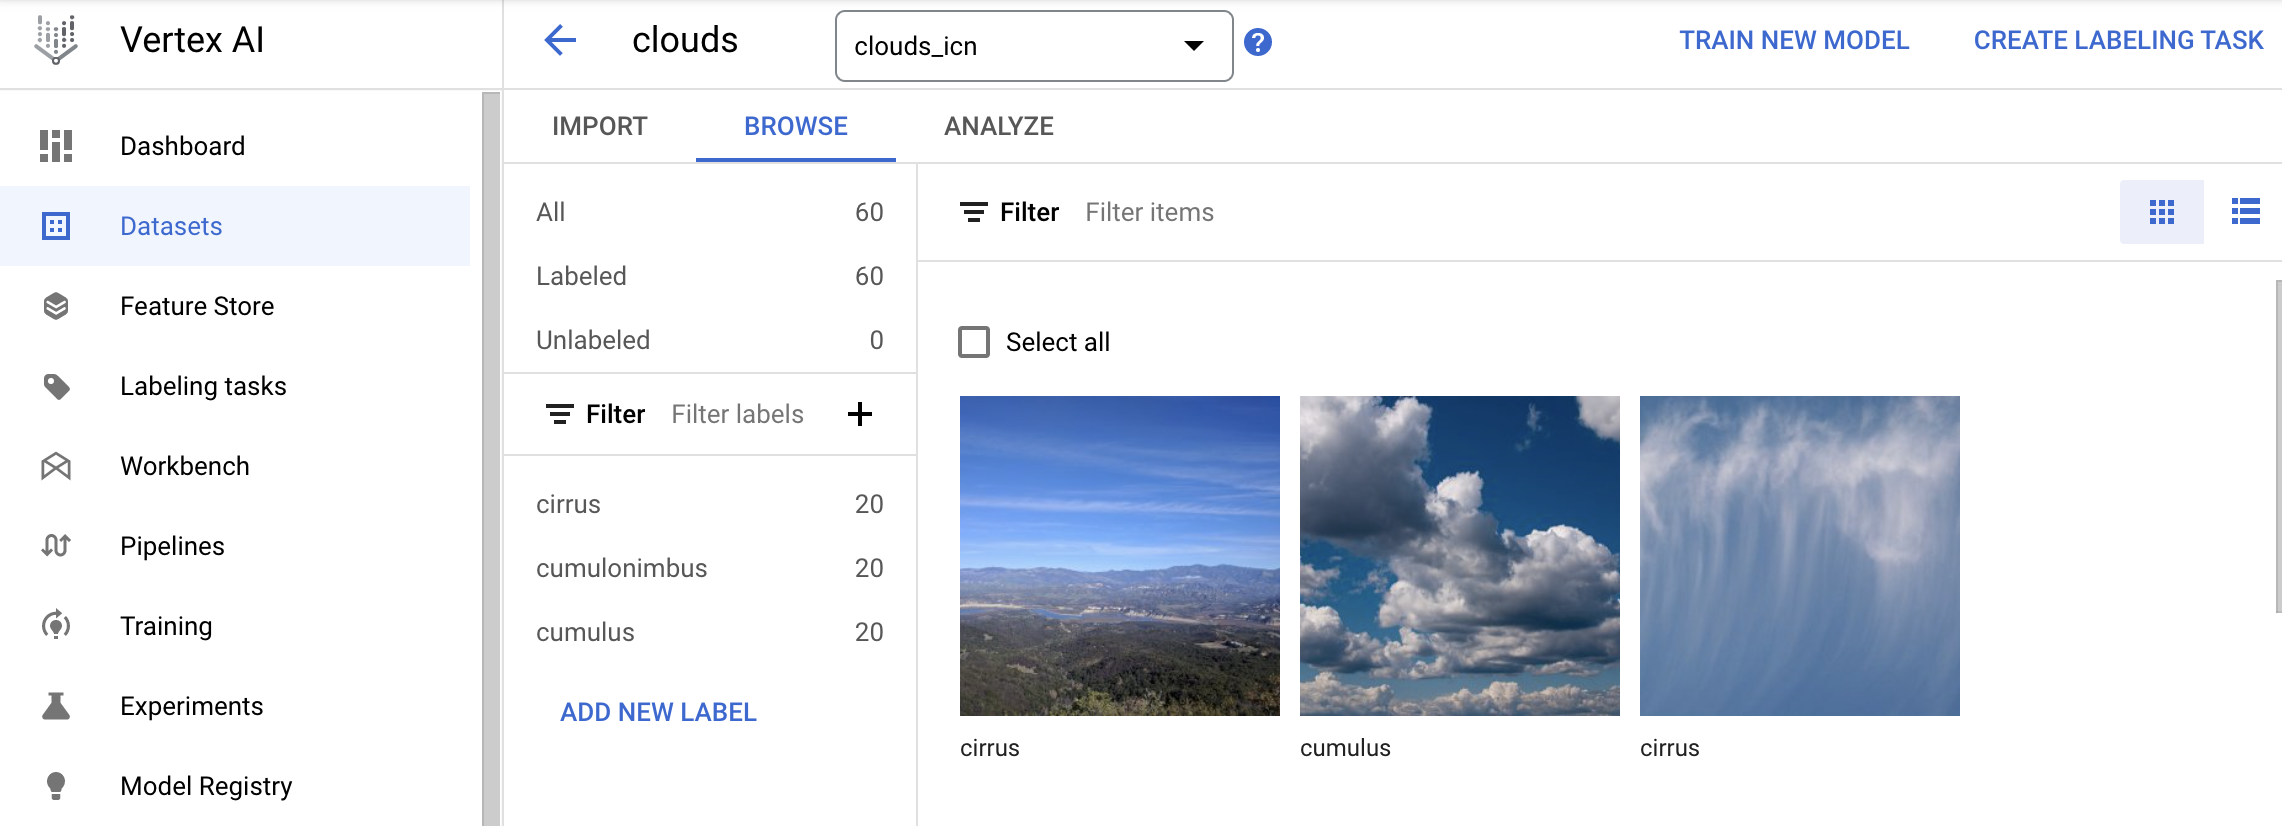 Vertex AI
clouds
clouds_icn
?
TRAIN NEW MODEL
CREATE LABELING TASK
Dashboard
Datasets
Feature Store
Labeling tasks
Workbench
Pipelines
Training
Experiments
Model Registry
IMPORT
BROWSE
ANALYZE
All 60
Labeled 60
Unlabeled 0
Filter Filter labels +
cirrus 20
cumulonimbus 20
cumulus 20
ADD NEW LABEL
Filter Filter items
Select all
cirrus
cumulus
cirrus